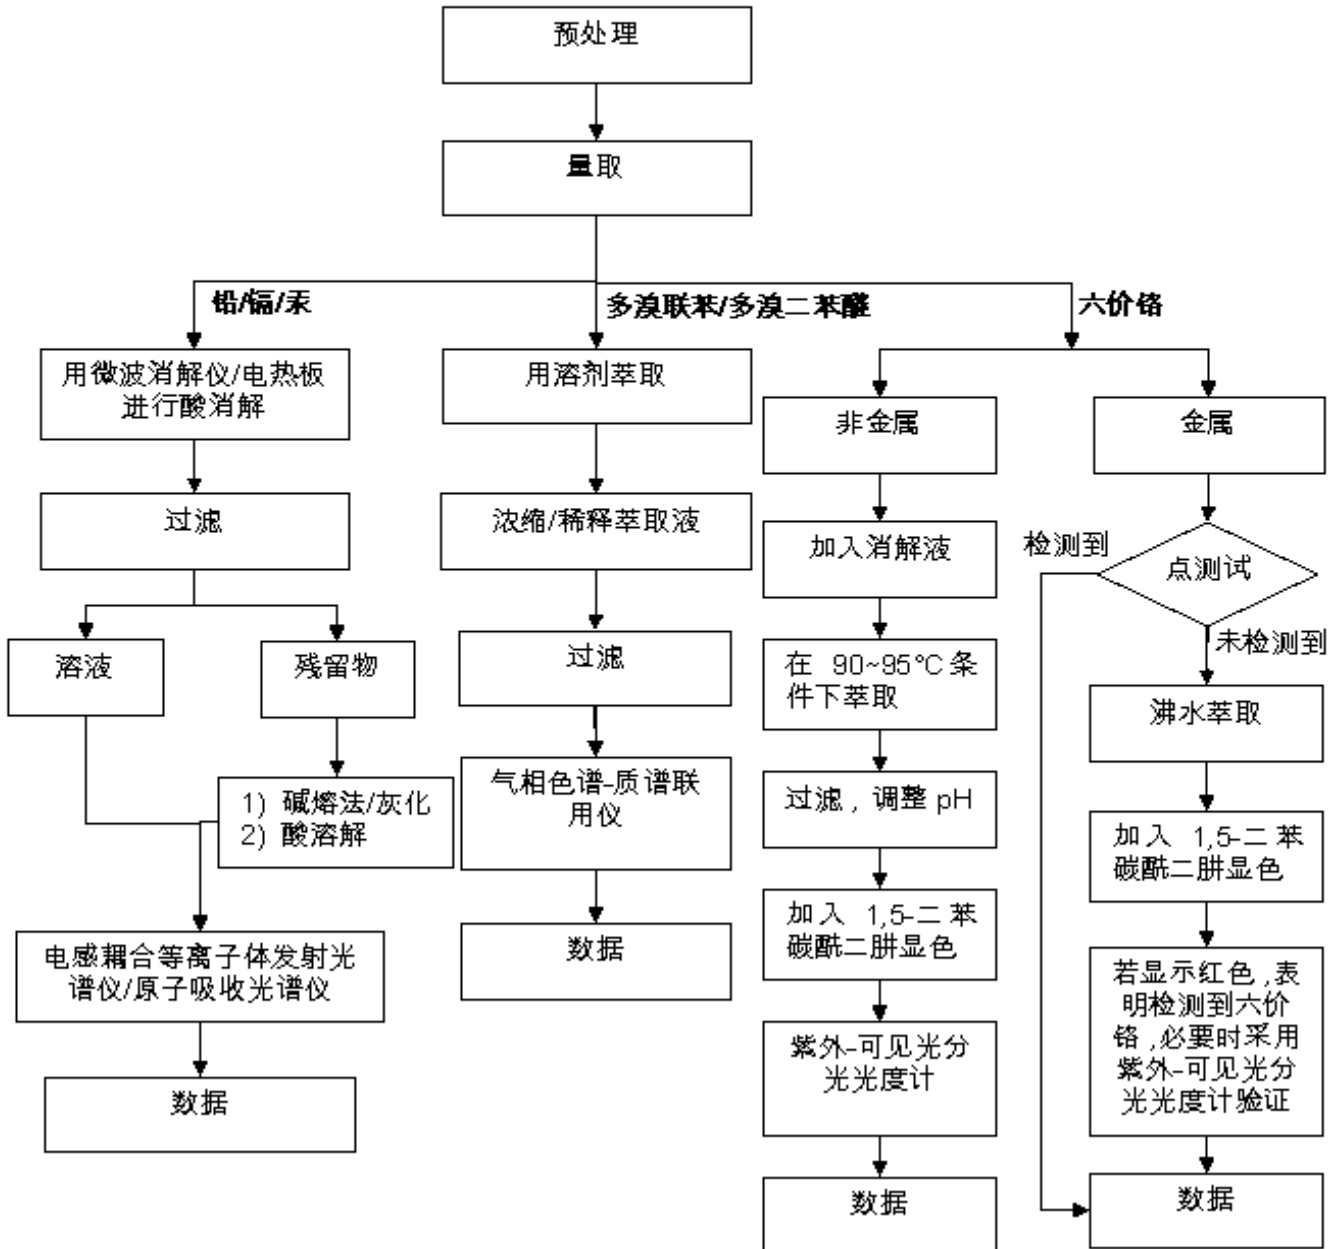 预处理
量取
铅/镉/汞
多溴联苯/多溴二苯醚
六价铬
用微波消解仪/电热板
进行酸消解
过滤
溶液
残留物
1) 碱熔法/灰化
2) 酸溶解
电感耦合等离子体发射光
谱仪/原子吸收光谱仪
数据
用溶剂萃取
浓缩/稀释萃取液
过滤
气相色谱-质谱联
用仪
数据
非金属
加入消解液
在 90~95°C条
件下萃取
过滤，调整 pH
加入 1,5-二苯
碳酰二肼显色
紫外-可见光分
光光度计
数据
金属
点测试
检测到
未检测到
沸水萃取
加入 1,5-二苯
碳酰二肼显色
若显示红色,表
明检测到六价
铬,必要时采用
紫外-可见光分
光光度计验证
数据